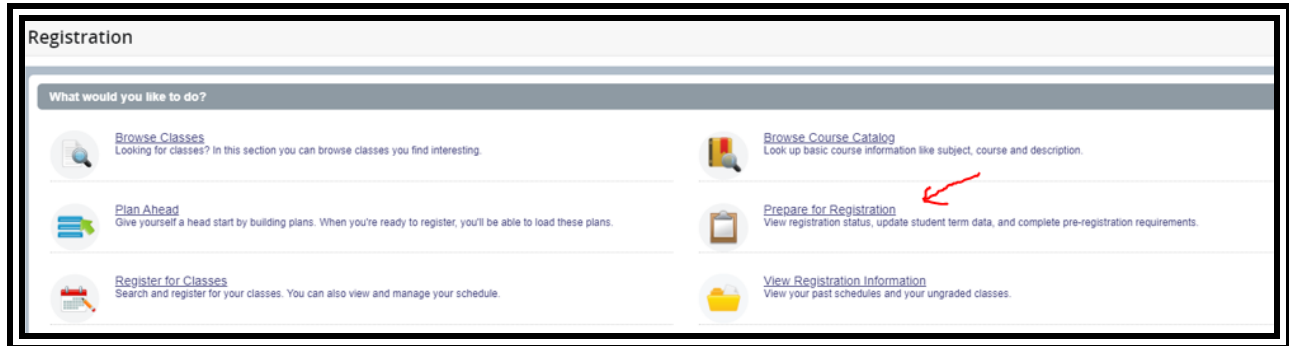 Registration
What would you like to do?
Browse Classes
Looking for classes? In this section you can browse classes you find interesting.
Browse Course Catalog
Look up basic course information like subject, course and description.
Plan Ahead
Give yourself a head start by building plans. When you're ready to register, you'll be able to load these plans.
Prepare for Registration
View registration status, update student term data, and complete pre-registration requirements.
Register for Classes
Search and register for your classes. You can also view and manage your schedule.
View Registration Information
View your past schedules and your ungraded classes.